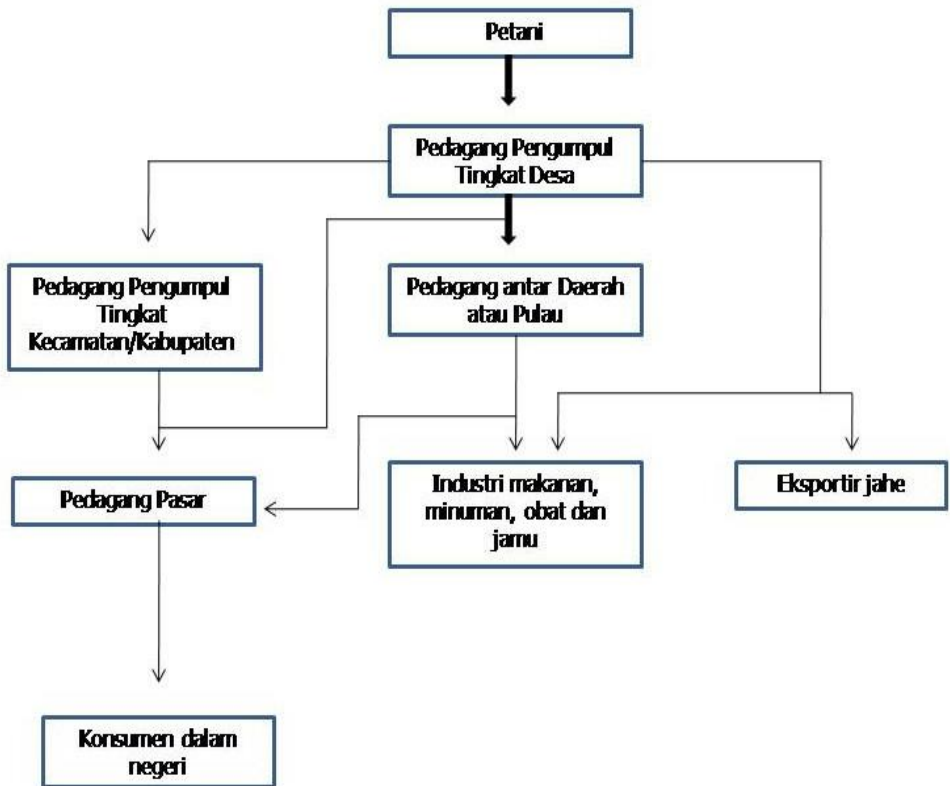 Petani
Pedagang Pengumpul
Tingkat Desa
Pedagang Pengumpul
Tingkat
Kecamatan/Kabupaten
Pedagang antar Daerah
atau Pulau
Pedagang Pasar
Industri makanan,
minuman, obat dan
jamu
Eksportir jahe
Konsumen dalam
negeri